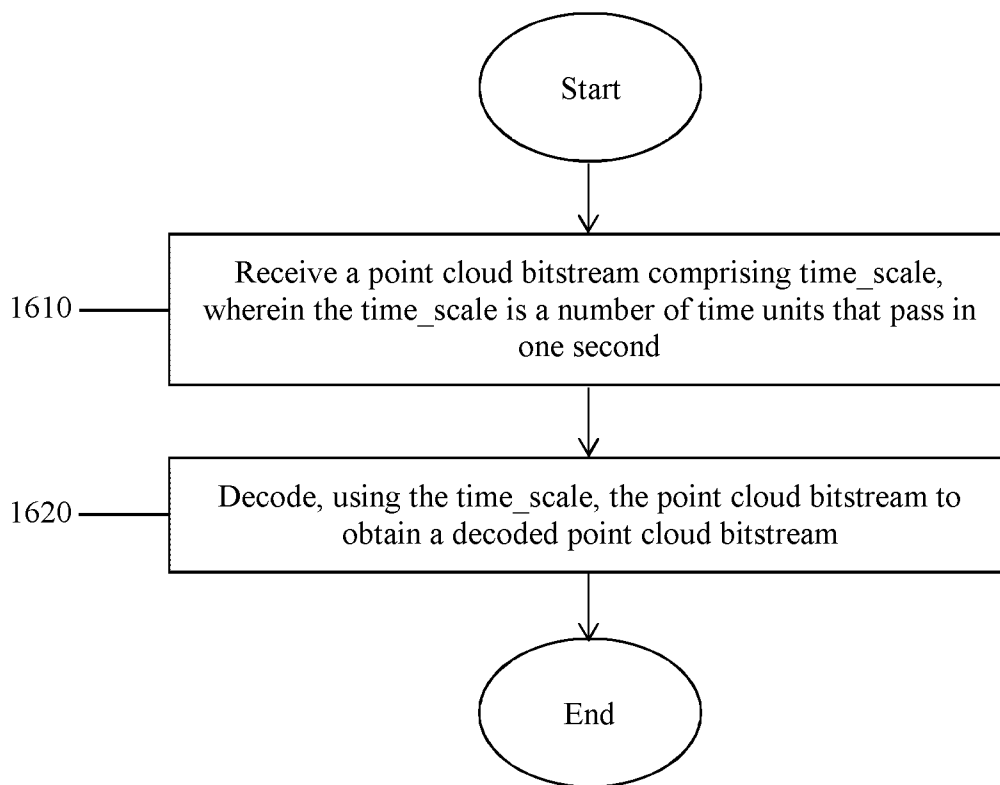 Start
1610
Receive a point cloud bitstream comprising time_scale,
wherein the time_scale is a number of time units that pass in
one second
1620
Decode, using the time_scale, the point cloud bitstream to
obtain a decoded point cloud bitstream
End